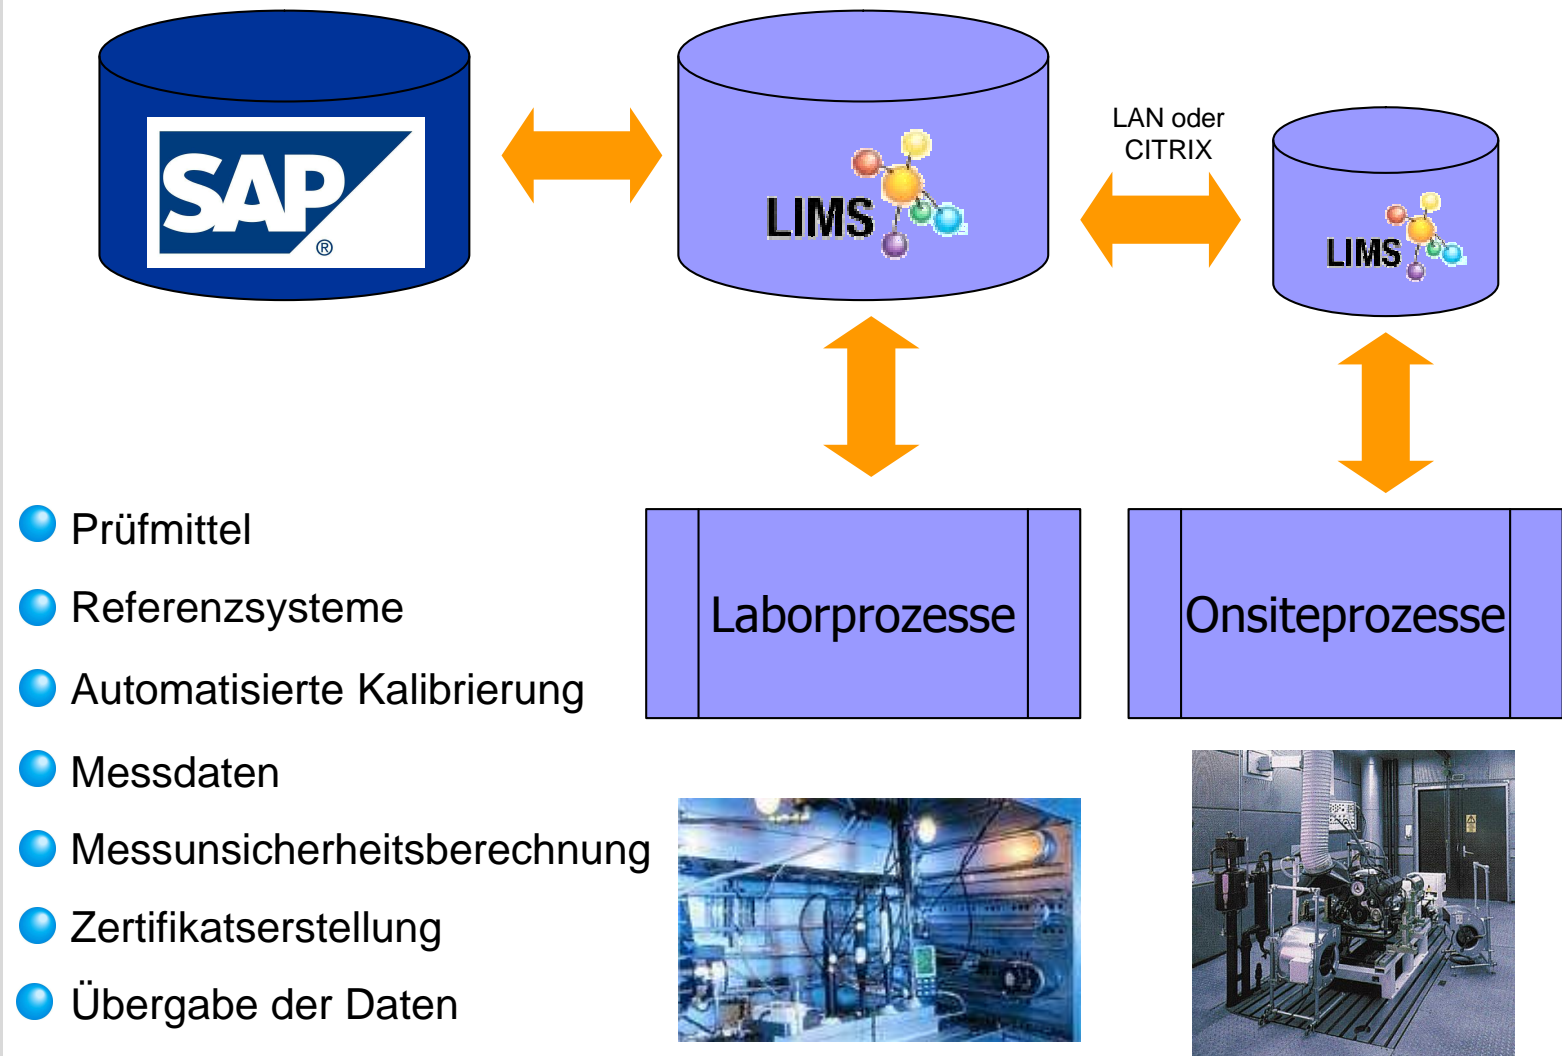 SAP
®
LIMS
LAN oder
CITRIX
LIMS
Prüfmittel
Referenzsysteme
Automatisierte Kalibrierung
Messdaten
Messunsicherheitsberechnung
Zertifikatserstellung
Übergabe der Daten
Laborprozesse
Onsiteprozesse